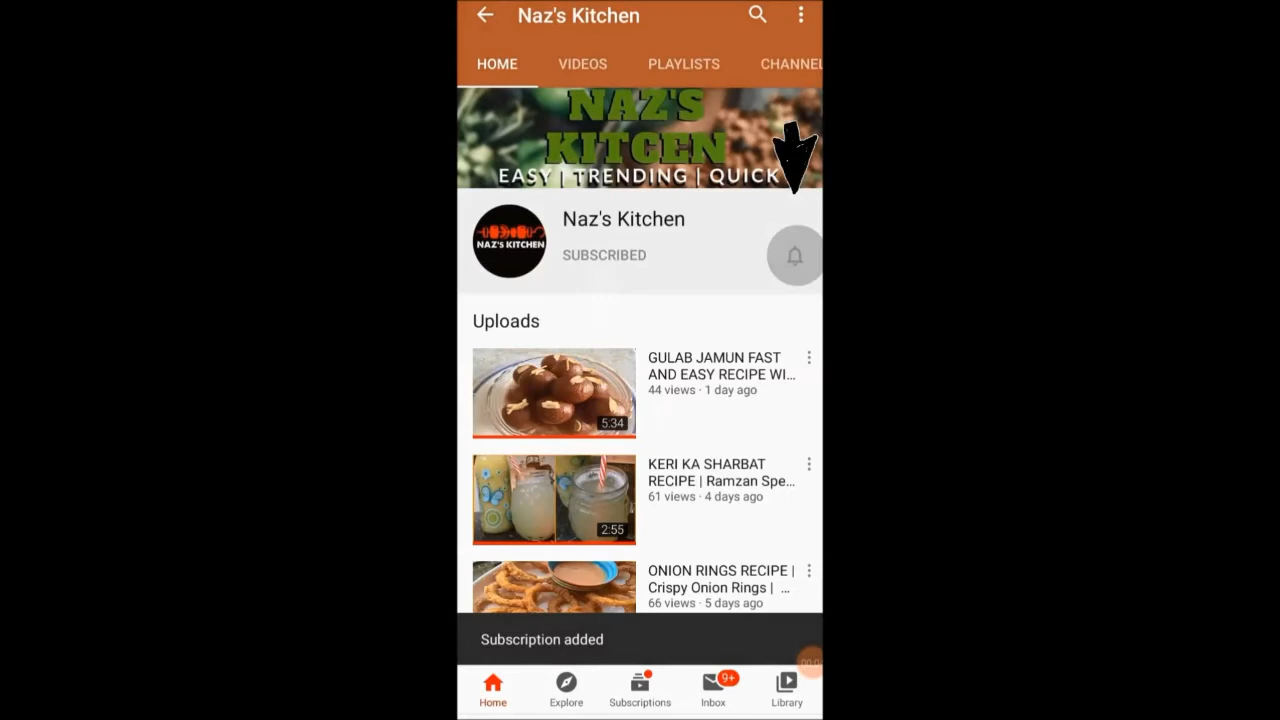 Naz's Kitchen
HOME VIDEOS PLAYLISTS CHANNEL
NAZ'S
KITCEN
EASY | TRENDING | QUICK
NAZ's KITCHEN
Naz's Kitchen
SUBSCRIBED
Uploads
5:34
GULAB JAMUN FAST
AND EASY RECIPE WI...
44 views · 1 day ago
2:55
KERI KA SHARBAT
RECIPE | Ramzan Spe...
61 views · 4 days ago
ONION RINGS RECIPE |
Crispy Onion Rings | ...
66 views · 5 days ago
Subscription added
9+
Home Explore Subscriptions Inbox Library